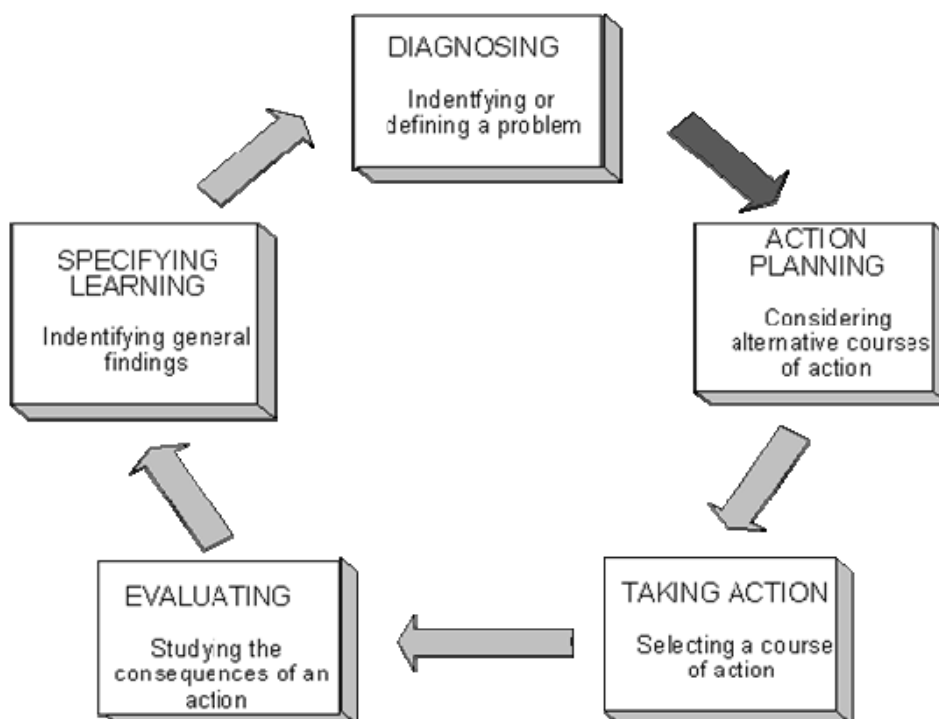 DIAGNOSING
Indentfying or
defining a problem
ACTION
PLANNING
Considering
alternative courses
of action
TAKING ACTION
Selecting a course
of action
EVALUATING
Studying the
consequences of an
action
SPECIFYING
LEARNING
Indentifying general
findings